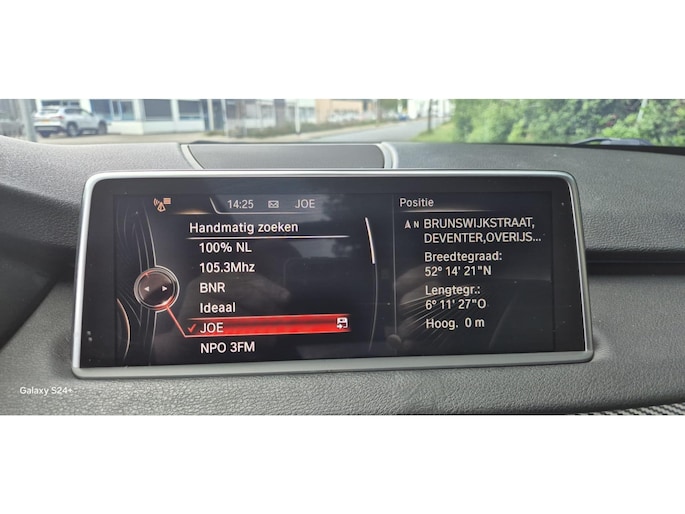 14:25 JOE
Handmatig zoeken
100% NL
105.3Mhz
BNR
Ideaal
JOE
NPO 3FM
Positie
N BRUNSWIJKSTRAAT,
DEVENTER,OVERIJS...
Breedtegraad:
52° 14' 21"N
Lengtegr.:
6° 11' 27"O
Hoog. 0 m
Galaxy S24+